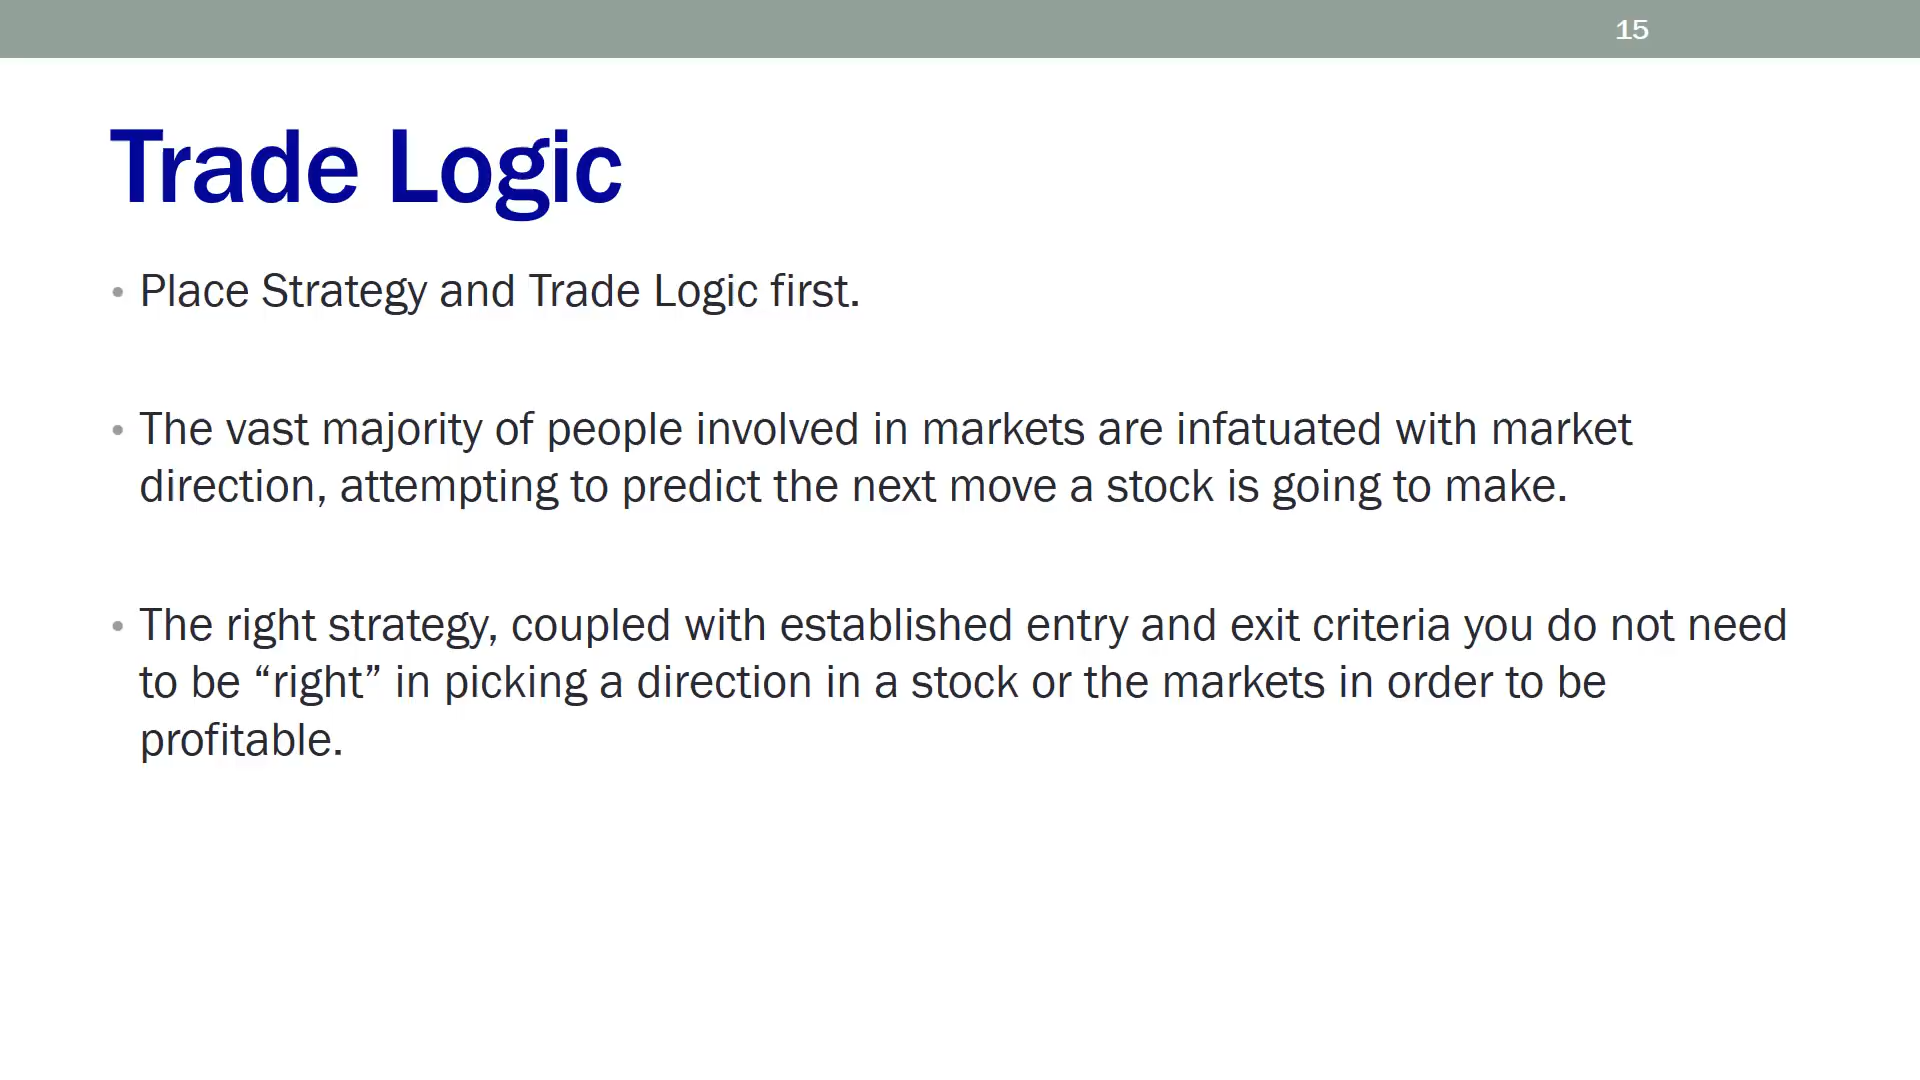 15
Trade Logic
• Place Strategy and Trade Logic first.
• The vast majority of people involved in markets are infatuated with market
direction, attempting to predict the next move a stock is going to make.
• The right strategy, coupled with established entry and exit criteria you do not need
to be “right” in picking a direction in a stock or the markets in order to be
profitable.